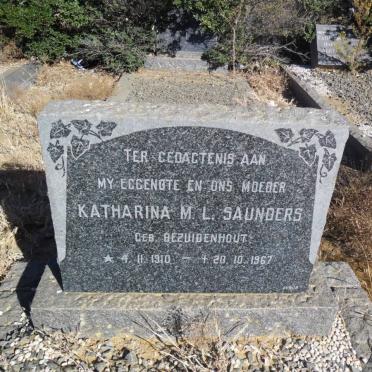 TER GEDAGTENIS AAN
MY EGGENOTE EN ONS MOEDER
KATHARINA M. L. SAUNDERS
GEB. BEZUIDENHOUT
* 4.11.1910 – † 20.10.1967